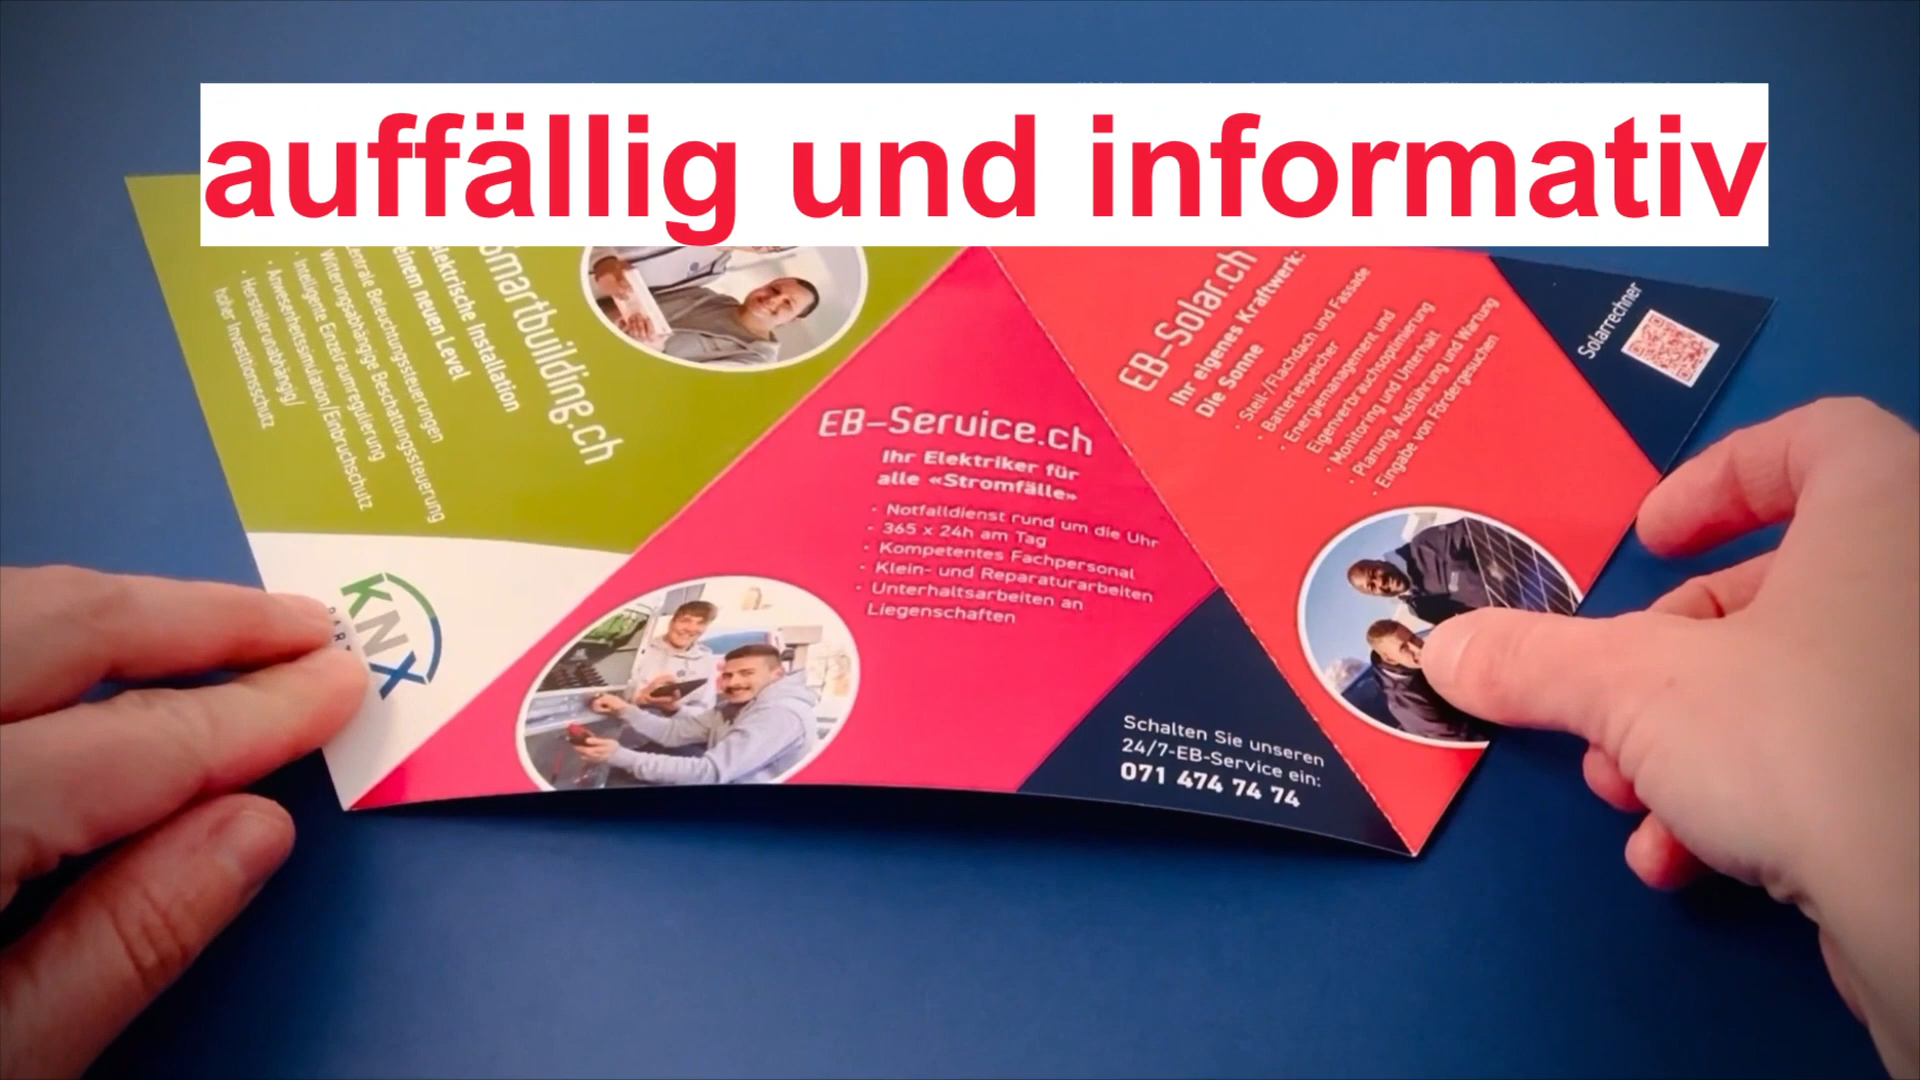 auffällig und informativ
Smartbuilding.ch
elektrische Installation
einem neuen Level
Zentrale Beleuchtungssteuerungen
Witterungsabhängige Beschattungssteuerung
· Intelligente Einzelraumregulierung
· Anwesenheitssimulation/Einbruchschutz
· Herstellerunabhängig/
hoher Investitionsschutz
KNX
EB-Service.ch
Ihr Elektriker für
alle «Stromfälle»
· Notfalldienst rund um die Uhr
· 365 x 24h am Tag
· Kompetentes Fachpersonal
· Klein- und Reparaturarbeiten
· Unterhaltsarbeiten an
Liegenschaften
Schalten Sie unseren
24/7-EB-Service ein:
071 474 74 74
EB-Solar.ch
Ihr eigenes Kraftwerk:
Die Sonne
· Steil-/Flachdach und Fassade
· Batteriespeicher
· Energiemanagement und
Eigenverbrauchsoptimierung
· Monitoring und Unterhalt
· Planung, Ausführung und Wartung
· Eingabe von Fördergesuchen
Solarrechner